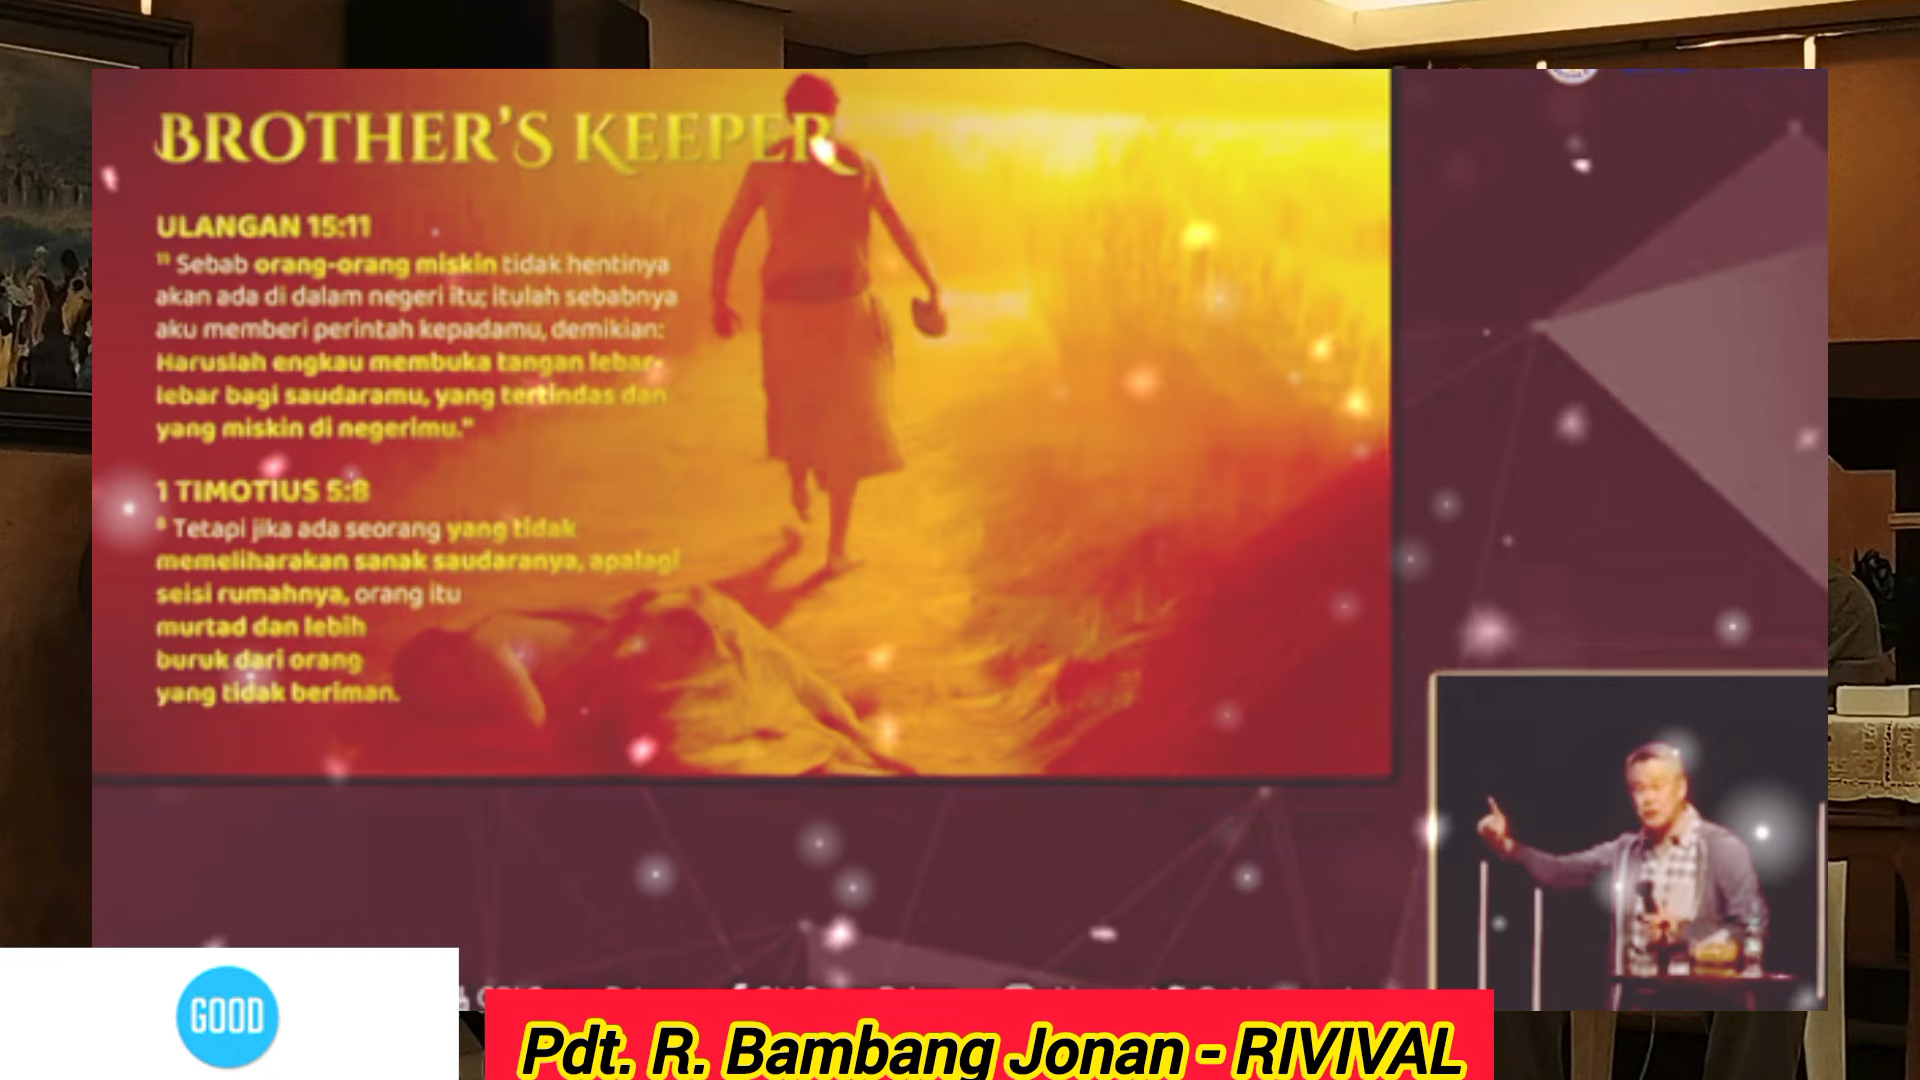 BROTHER'S KEEPER
ULANGAN 15:11
¹¹ Sebab orang-orang miskin tidak hentinya
akan ada di dalam negeri itu; itulah sebabnya
aku memberi perintah kepadamu, demikian:
Haruslah engkau membuka tangan lebar-
lebar bagi saudaramu, yang tertindas dan
yang miskin di negerimu."
1 TIMOTIUS 5:8
⁸ Tetapi jika ada seorang yang tidak
memeliharakan sanak saudaranya, apalagi
seisi rumahnya, orang itu
murtad dan lebih
buruk dari orang
yang tidak beriman.
GOOD
Pdt. R. Bambang Jonan - RIVIVAL